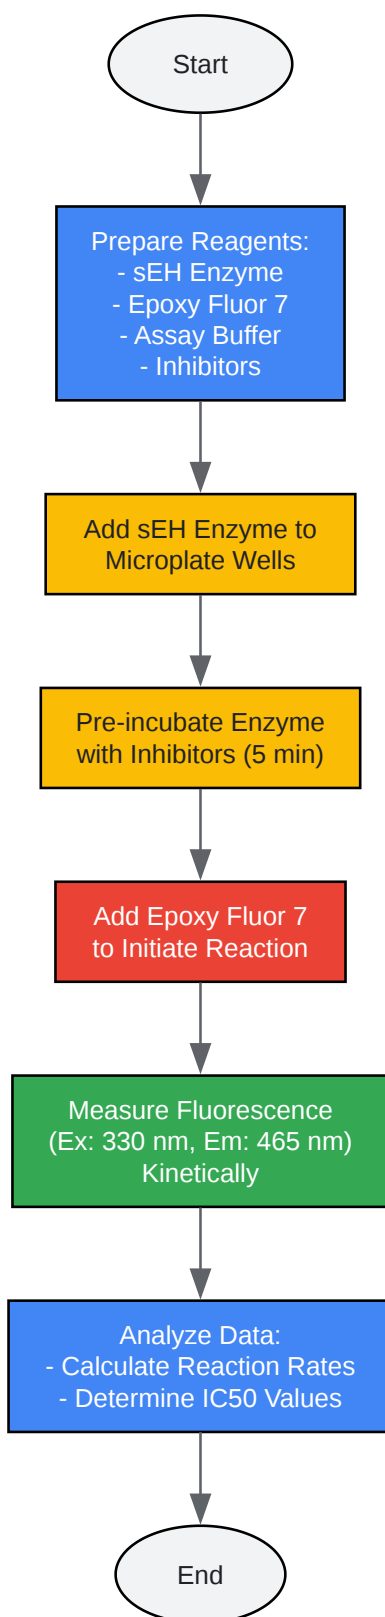 Start
Prepare Reagents:
- sEH Enzyme
- Epoxy Fluor 7
- Assay Buffer
- Inhibitors
Add sEH Enzyme to
Microplate Wells
Pre-incubate Enzyme
with Inhibitors (5 min)
Add Epoxy Fluor 7
to Initiate Reaction
Measure Fluorescence
(Ex: 330 nm, Em: 465 nm)
Kinetically
Analyze Data:
- Calculate Reaction Rates
- Determine IC50 Values
End